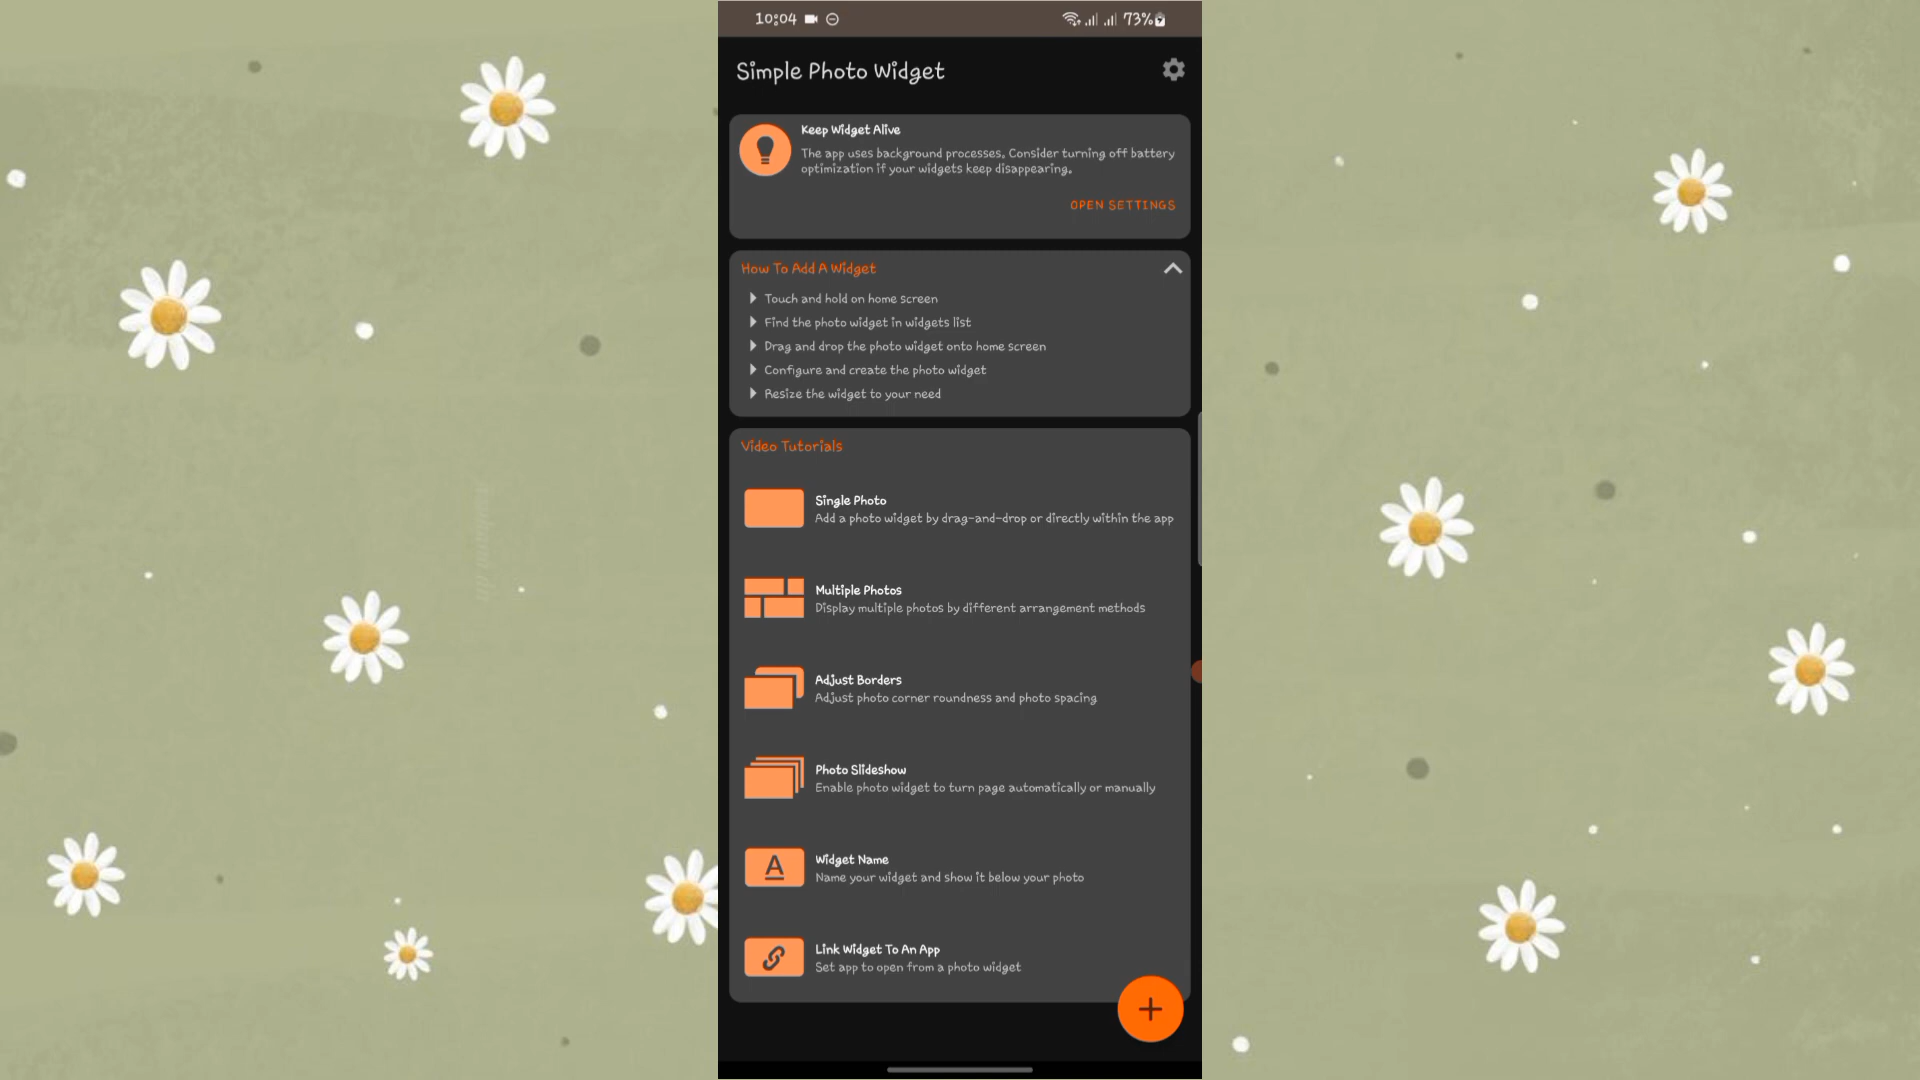 10:04
73%
Simple Photo Widget
Keep Widget Alive
The app uses background processes. Consider turning off battery
optimization if your widgets keep disappearing.
OPEN SETTINGS
How To Add A Widget
Touch and hold on home screen
Find the photo widget in widgets list
Drag and drop the photo widget onto home screen
Configure and create the photo widget
Resize the widget to your need
Video Tutorials
Single Photo
Add a photo widget by drag-and-drop or directly within the app
Multiple Photos
Display multiple photos by different arrangement methods
Adjust Borders
Adjust photo corner roundness and photo spacing
Photo Slideshow
Enable photo widget to turn page automatically or manually
A
Widget Name
Name your widget and show it below your photo
Link Widget To An App
Set app to open from a photo widget